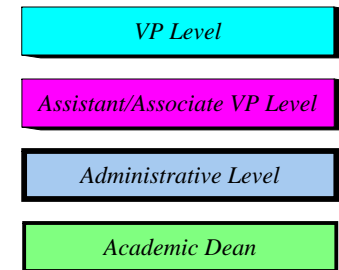 VP Level
Assistant/Associate VP Level
Administrative Level
Academic Dean